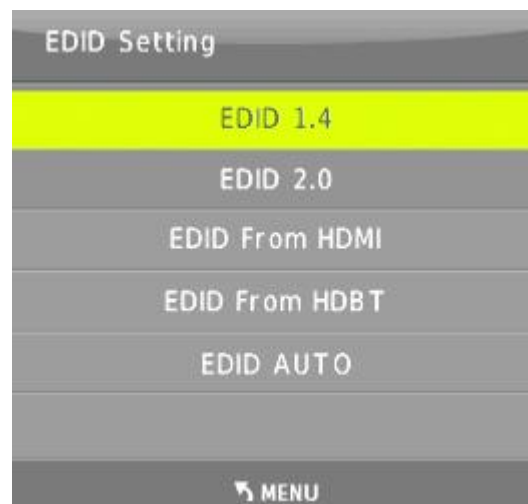 EDID Setting
EDID 1.4
EDID 2.0
EDID From HDMI
EDID From HDBT
EDID AUTO
MENU